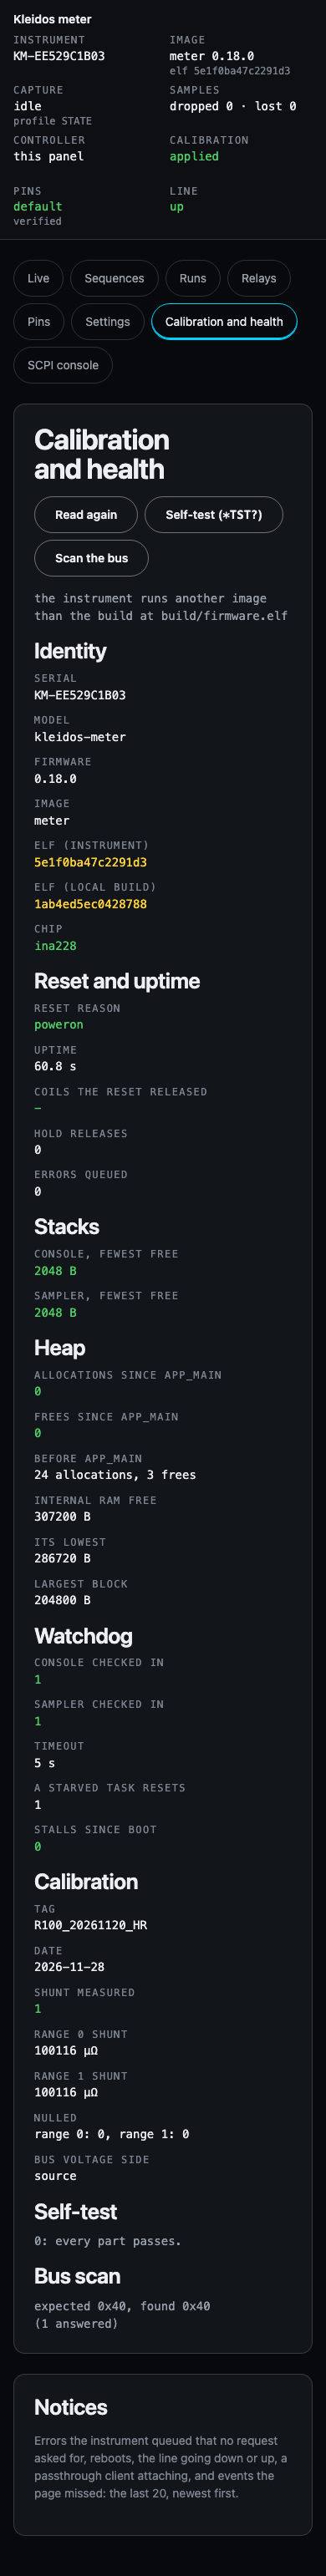 Kleidos meter
INSTRUMENT
KM-EE529C1B03
IMAGE
meter 0.18.0
elf 5e1f0ba47c2291d3
CAPTURE
idle
profile STATE
SAMPLES
dropped 0 · lost 0
CONTROLLER
this panel
CALIBRATION
applied
PINS
default
verified
LINE
up
Live
Sequences
Runs
Relays
Pins
Settings
Calibration and health
SCPI console
Calibration
and health
Read again
Self-test (*TST?)
Scan the bus
the instrument runs another image
than the build at build/firmware.elf
Identity
SERIAL
KM-EE529C1B03
MODEL
kleidos-meter
FIRMWARE
0.18.0
IMAGE
meter
ELF (INSTRUMENT)
5e1f0ba47c2291d3
ELF (LOCAL BUILD)
1ab4ed5ec0428788
CHIP
ina228
Reset and uptime
RESET REASON
poweron
UPTIME
60.8 s
COILS THE RESET RELEASED
–
HOLD RELEASES
0
ERRORS QUEUED
0
Stacks
CONSOLE, FEWEST FREE
2048 B
SAMPLER, FEWEST FREE
2048 B
Heap
ALLOCATIONS SINCE APP_MAIN
0
FREES SINCE APP_MAIN
0
BEFORE APP_MAIN
24 allocations, 3 frees
INTERNAL RAM FREE
307200 B
ITS LOWEST
286720 B
LARGEST BLOCK
204800 B
Watchdog
CONSOLE CHECKED IN
1
SAMPLER CHECKED IN
1
TIMEOUT
5 s
A STARVED TASK RESETS
1
STALLS SINCE BOOT
0
Calibration
TAG
R100_20261120_HR
DATE
2026-11-28
SHUNT MEASURED
1
RANGE 0 SHUNT
100116 μΩ
RANGE 1 SHUNT
100116 μΩ
NULLED
range 0: 0, range 1: 0
BUS VOLTAGE SIDE
source
Self-test
0: every part passes.
Bus scan
expected 0x40, found 0x40
(1 answered)
Notices
Errors the instrument queued that no request
asked for, reboots, the line going down or up, a
passthrough client attaching, and events the
page missed: the last 20, newest first.